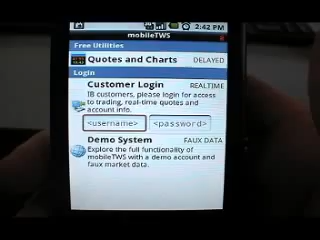 2:42 PM
mobileTWS
Free Utilities
Quotes and Charts DELAYED
Login
Customer Login REALTIME
IB customers, please login for access
to trading, real-time quotes and
account info.
<username> <password>
Demo System FAUX DATA
Explore the full functionality of
mobileTWS with a demo account and
faux market data.